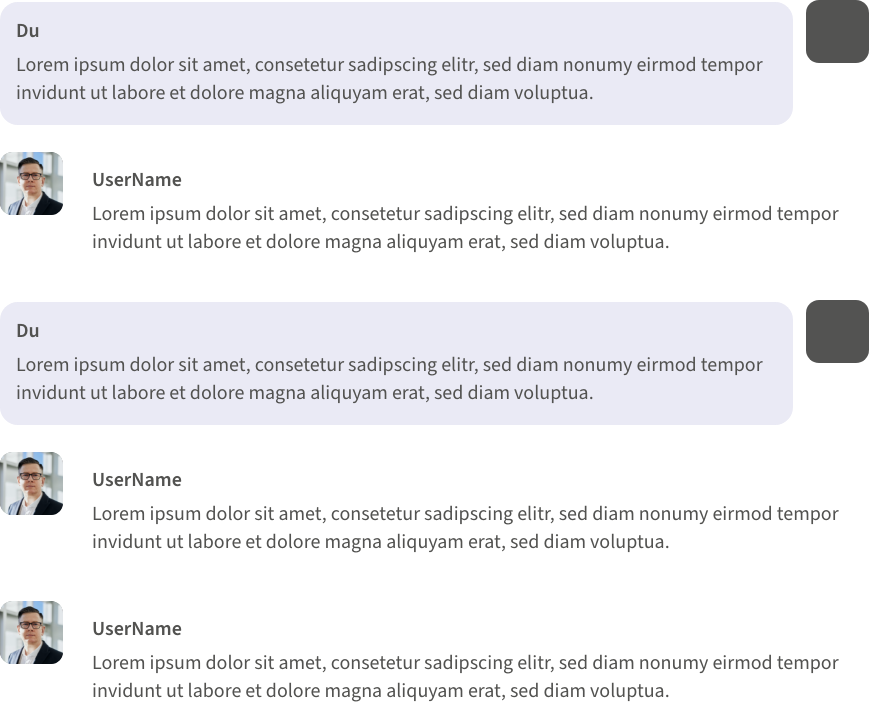 Du
Lorem ipsum dolor sit amet, consetetur sadipscing elitr, sed diam nonumy eirmod tempor
invidunt ut labore et dolore magna aliquyam erat, sed diam voluptua.
UserName
Lorem ipsum dolor sit amet, consetetur sadipscing elitr, sed diam nonumy eirmod tempor
invidunt ut labore et dolore magna aliquyam erat, sed diam voluptua.
Du
Lorem ipsum dolor sit amet, consetetur sadipscing elitr, sed diam nonumy eirmod tempor
invidunt ut labore et dolore magna aliquyam erat, sed diam voluptua.
UserName
Lorem ipsum dolor sit amet, consetetur sadipscing elitr, sed diam nonumy eirmod tempor
invidunt ut labore et dolore magna aliquyam erat, sed diam voluptua.
UserName
Lorem ipsum dolor sit amet, consetetur sadipscing elitr, sed diam nonumy eirmod tempor
invidunt ut labore et dolore magna aliquyam erat, sed diam voluptua.